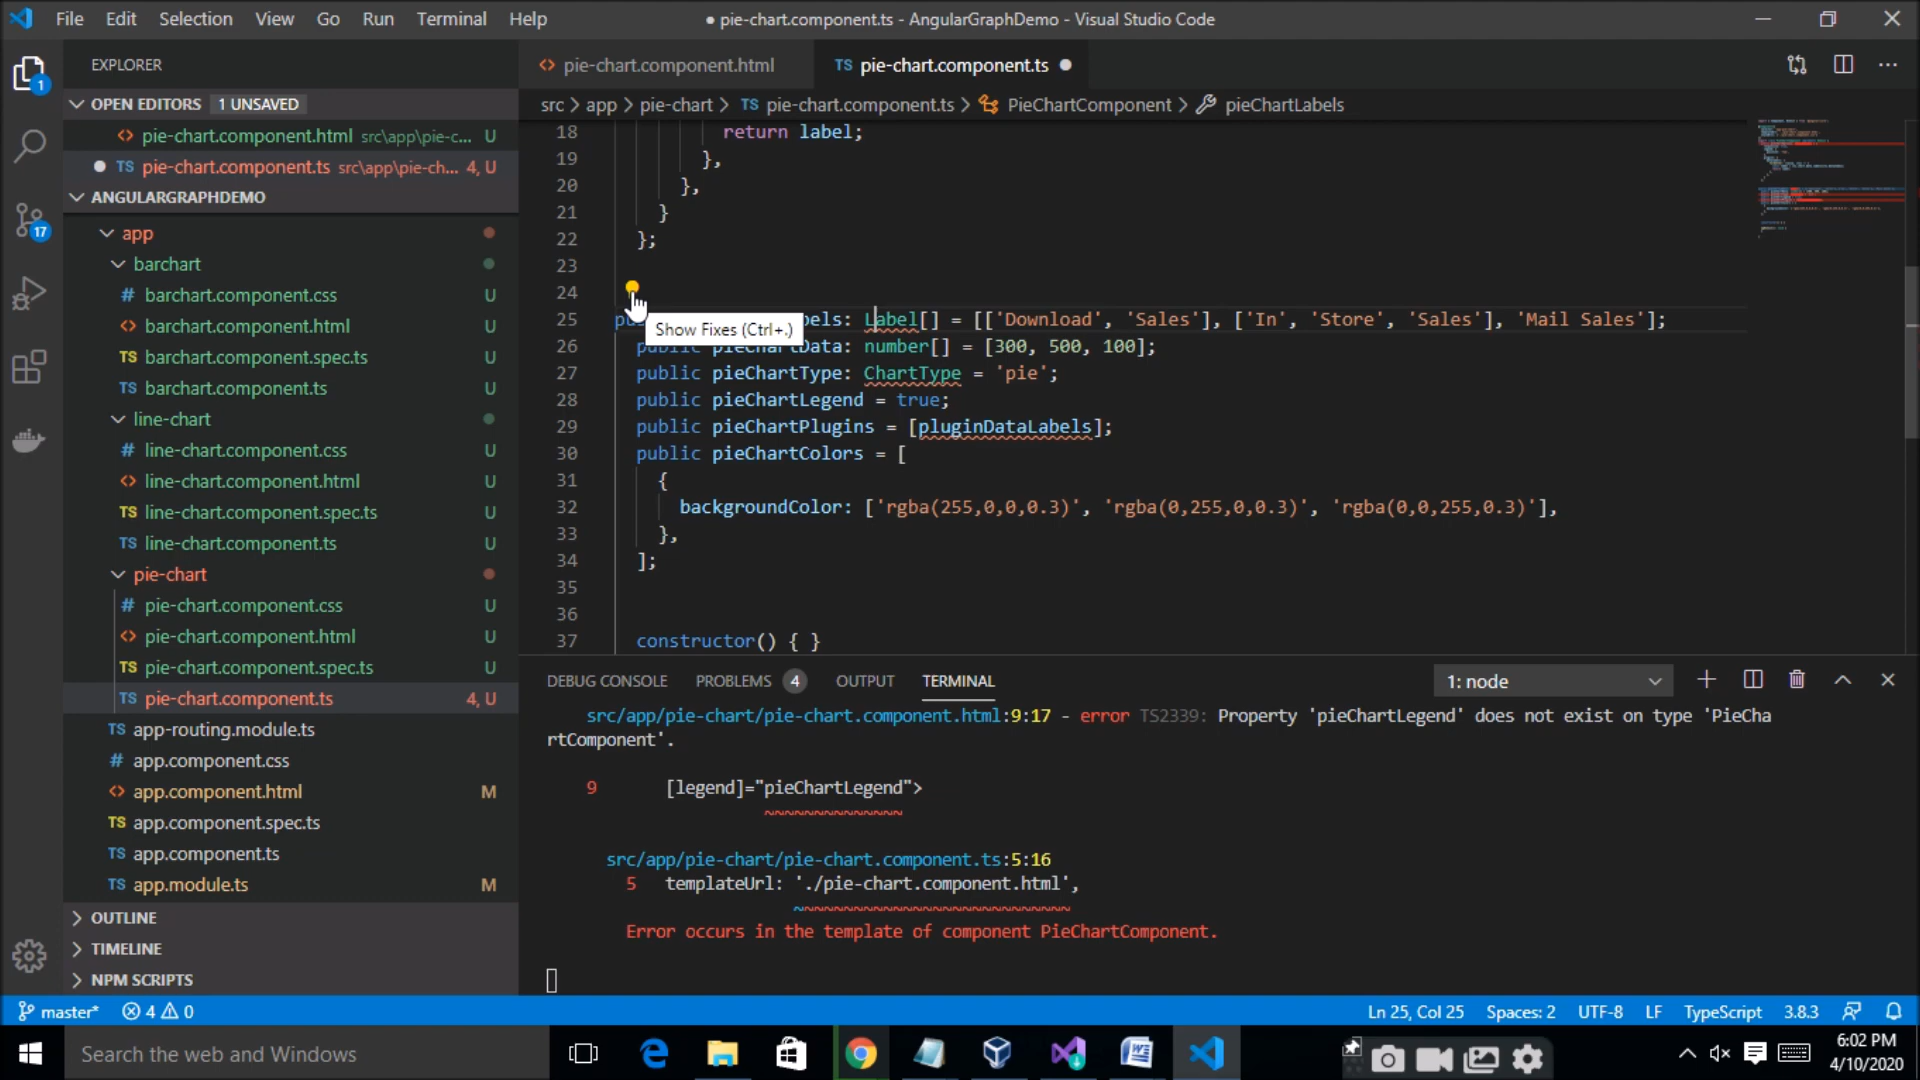 File Edit Selection View Go Run Terminal Help
● pie-chart.component.ts - AngularGraphDemo - Visual Studio Code
EXPLORER
1
OPEN EDITORS 1 UNSAVED
<> pie-chart.component.html src\app\pie-c... U
● TS pie-chart.component.ts src\app\pie-ch... 4, U
ANGULARGRAPHDEMO
17
app
barchart
# barchart.component.css U
<> barchart.component.html U
TS barchart.component.spec.ts U
TS barchart.component.ts U
line-chart
# line-chart.component.css U
<> line-chart.component.html U
TS line-chart.component.spec.ts U
TS line-chart.component.ts U
pie-chart
# pie-chart.component.css U
<> pie-chart.component.html U
TS pie-chart.component.spec.ts U
TS pie-chart.component.ts 4, U
TS app-routing.module.ts
# app.component.css
<> app.component.html M
TS app.component.spec.ts
TS app.component.ts
TS app.module.ts M
OUTLINE
TIMELINE
NPM SCRIPTS
<> pie-chart.component.html TS pie-chart.component.ts ●
src > app > pie-chart > TS pie-chart.component.ts > PieChartComponent > pieChartLabels
18 return label;
19 },
20 },
21 }
22 };
23
24
25 bels: Label[] = [['Download', 'Sales'], ['In', 'Store', 'Sales'], 'Mail Sales'];
Show Fixes (Ctrl+.)
26 public pieChartData: number[] = [300, 500, 100];
27 public pieChartType: ChartType = 'pie';
28 public pieChartLegend = true;
29 public pieChartPlugins = [pluginDataLabels];
30 public pieChartColors = [
31 {
32 backgroundColor: ['rgba(255,0,0,0.3)', 'rgba(0,255,0,0.3)', 'rgba(0,0,255,0.3)'],
33 },
34 ];
35
36
37 constructor() { }
DEBUG CONSOLE PROBLEMS 4 OUTPUT TERMINAL 1: node
src/app/pie-chart/pie-chart.component.html:9:17 - error TS2339: Property 'pieChartLegend' does not exist on type 'PieCha
rtComponent'.
9 [legend]="pieChartLegend">
~~~~~~~~~~~~~~
src/app/pie-chart/pie-chart.component.ts:5:16
5 templateUrl: './pie-chart.component.html',
~~~~~~~~~~~~~~~~~~~~~~~~~~~~
Error occurs in the template of component PieChartComponent.
master* 4 0 Ln 25, Col 25 Spaces: 2 UTF-8 LF TypeScript 3.8.3
Search the web and Windows
6:02 PM
4/10/2020